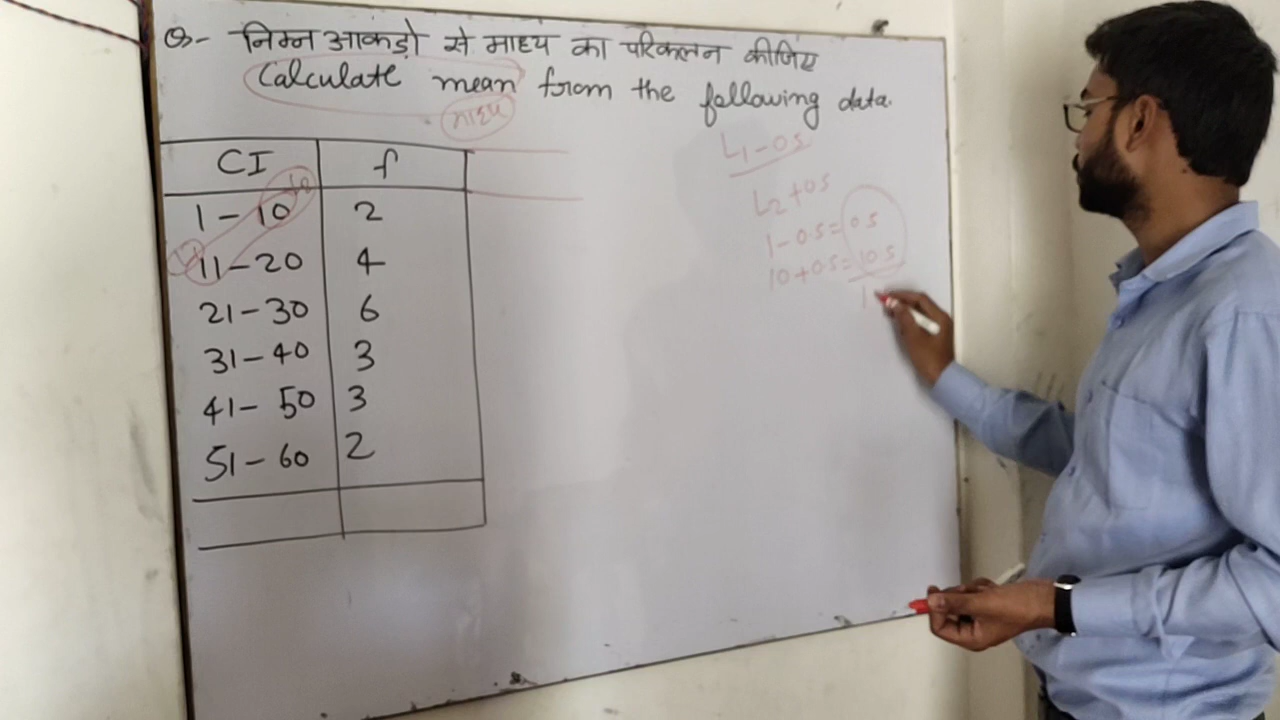 Q- निम्न आकड़ो से माध्य का परिकलन कीजिए
Calculate mean from the following data.
माध्य
CI f
1-10 2
11-20 4
21-30 6
31-40 3
41-50 3
51-60 2
L₁-0.5
L₂+0.5
1-0.5=0.5
10+0.5=10.5
1